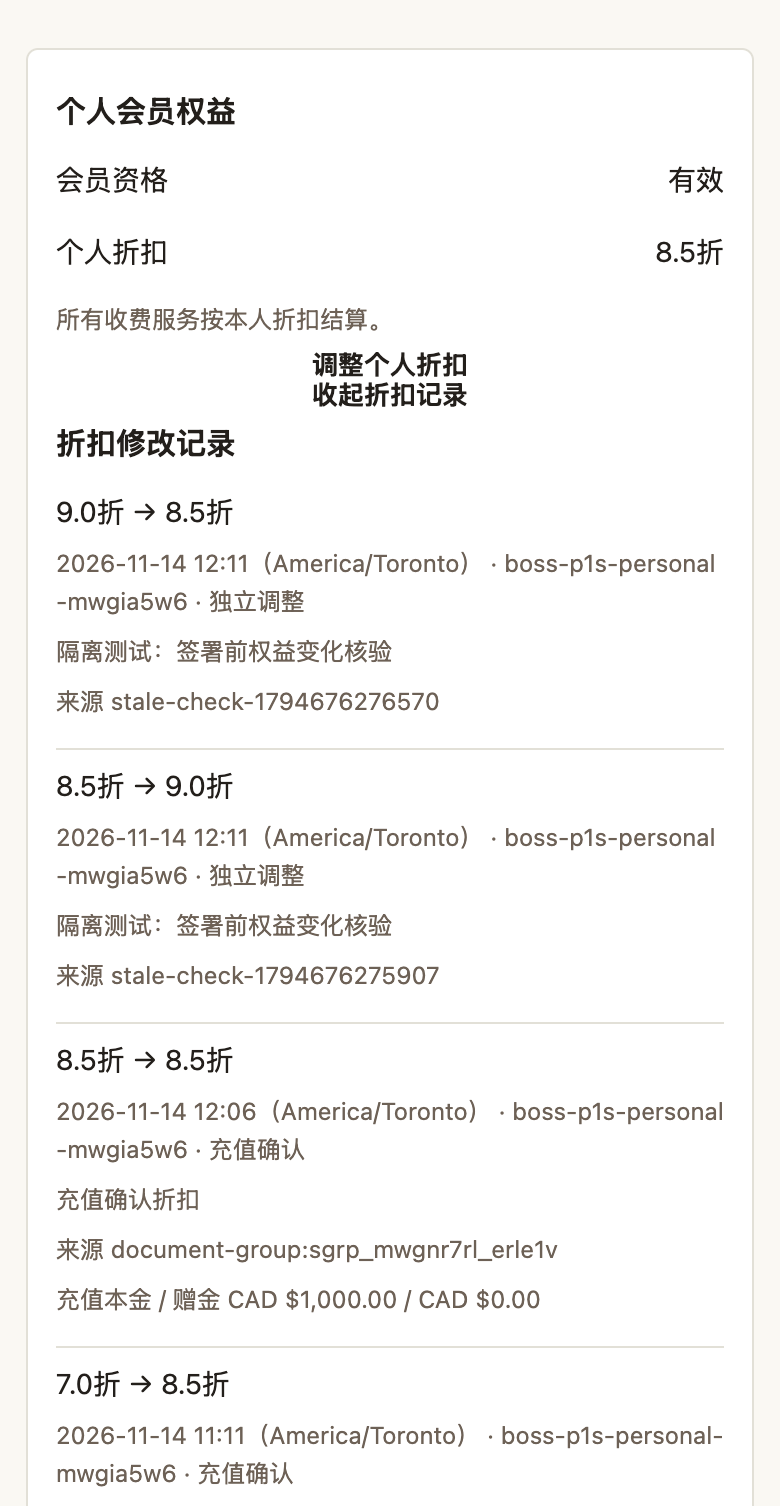 个人会员权益
会员资格 有效
个人折扣 8.5折
所有收费服务按本人折扣结算。
调整个人折扣
收起折扣记录
折扣修改记录
9.0折 → 8.5折
2026-11-14 12:11（America/Toronto） · boss-p1s-personal
-mwgia5w6 · 独立调整
隔离测试：签署前权益变化核验
来源 stale-check-1794676276570
8.5折 → 9.0折
2026-11-14 12:11（America/Toronto） · boss-p1s-personal
-mwgia5w6 · 独立调整
隔离测试：签署前权益变化核验
来源 stale-check-1794676275907
8.5折 → 8.5折
2026-11-14 12:06（America/Toronto） · boss-p1s-personal
-mwgia5w6 · 充值确认
充值确认折扣
来源 document-group:sgrp_mwgnr7rl_erle1v
充值本金 / 赠金 CAD $1,000.00 / CAD $0.00
7.0折 → 8.5折
2026-11-14 11:11（America/Toronto） · boss-p1s-personal-
mwgia5w6 · 充值确认